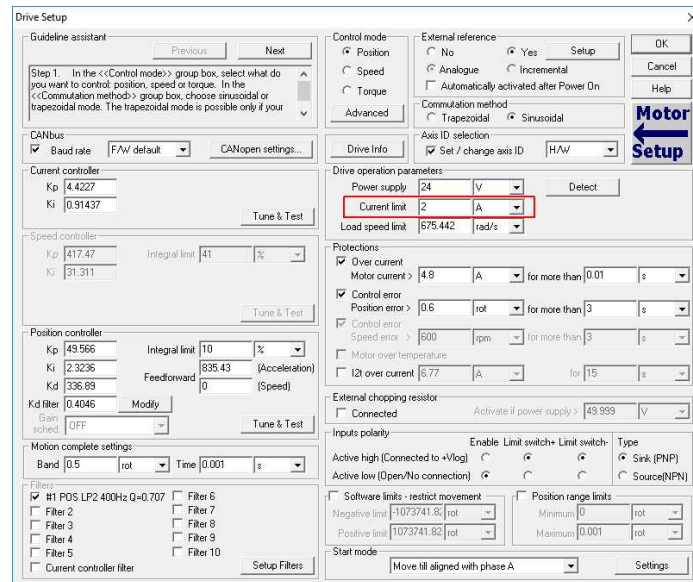 Drive Setup
Guideline assistant
Previous Next
Step 1. In the <<Control mode>> group box, select what do
you want to control: position, speed or torque. In the
<<Commutation method>> group box, choose sinusoidal or
trapezoidal mode. The trapezoidal mode is possible only if your
Control mode
Position
Speed
Torque
Advanced
External reference
No Yes Setup
Analogue Incremental
Automatically activated after Power On
Commutation method
Trapezoidal Sinusoidal
OK
Cancel
Help
Motor
Setup
CANbus
Baud rate F/W default CANopen settings...
Drive Info
Axis ID selection
Set / change axis ID H/W
Current controller
Kp 4.4227
Ki 0.91437
Tune & Test
Drive operation parameters
Power supply 24 V Detect
Current limit 2 A
Load speed limit 675.442 rad/s
Speed controller
Kp 417.47 Integral limit 41 %
Ki 31.311
Tune & Test
Protections
Over current
Motor current > 4.8 A for more than 0.01 s
Control error
Position error > 0.6 rot for more than 3 s
Control error
Speed error > 600 rpm for more than 3 s
Motor over temperature
I2t over current 6.77 A for 15 s
Position controller
Kp 49.566 Integral limit 10 %
Ki 2.3236 Feedforward 835.43 (Acceleration)
Kd 336.89 0 (Speed)
Kd filter 0.4046 Modify
Gain sched. OFF Tune & Test
External chopping resistor
Connected Activate if power supply > 49.999 V
Inputs polarity
Enable Limit switch+ Limit switch-
Active high (Connected to +Vlog)
Active low (Open/No connection)
Type
Sink (PNP)
Source(NPN)
Motion complete settings
Band 0.5 rot Time 0.001 s
Filters
#1 POS LP2 400Hz Q=0.707 Filter 6
Filter 2 Filter 7
Filter 3 Filter 8
Filter 4 Filter 9
Filter 5 Filter 10
Current controller filter Setup Filters
Software limits - restrict movement
Negative limit -1073741.8 rot
Positive limit 1073741.82 rot
Position range limits
Minimum 0 rot
Maximum 0.001 rot
Start mode
Move till aligned with phase A Settings